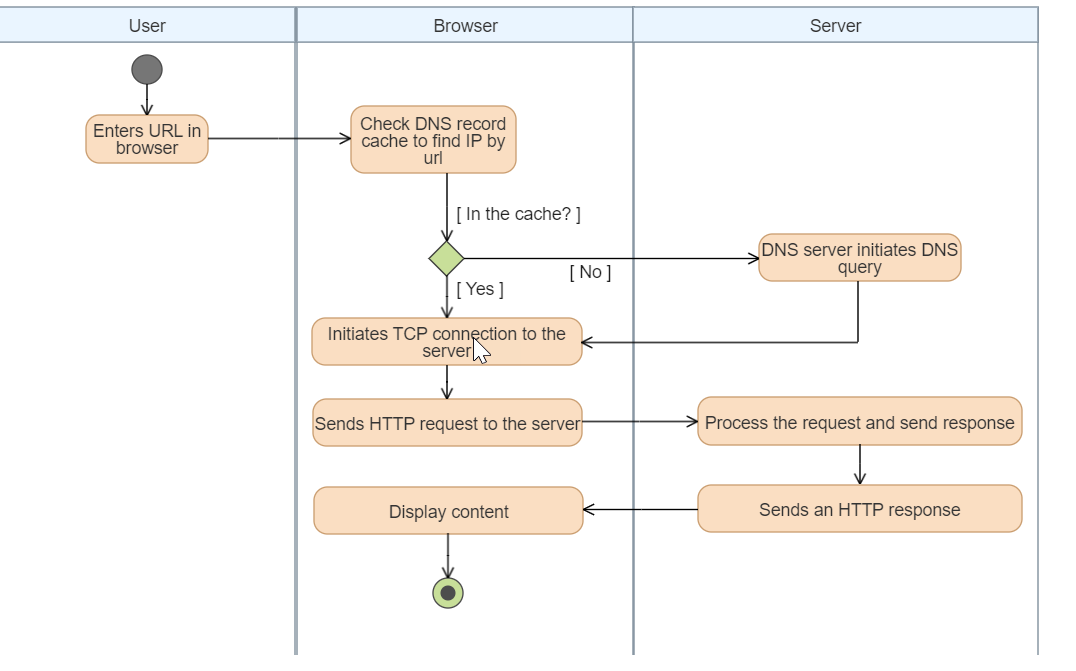 User
Browser
Server
Enters URL in
browser
Check DNS record
cache to find IP by
url
[ In the cache? ]
[ No ]
DNS server initiates DNS
query
[ Yes ]
Initiates TCP connection to the
server
Sends HTTP request to the server
Process the request and send response
Display content
Sends an HTTP response